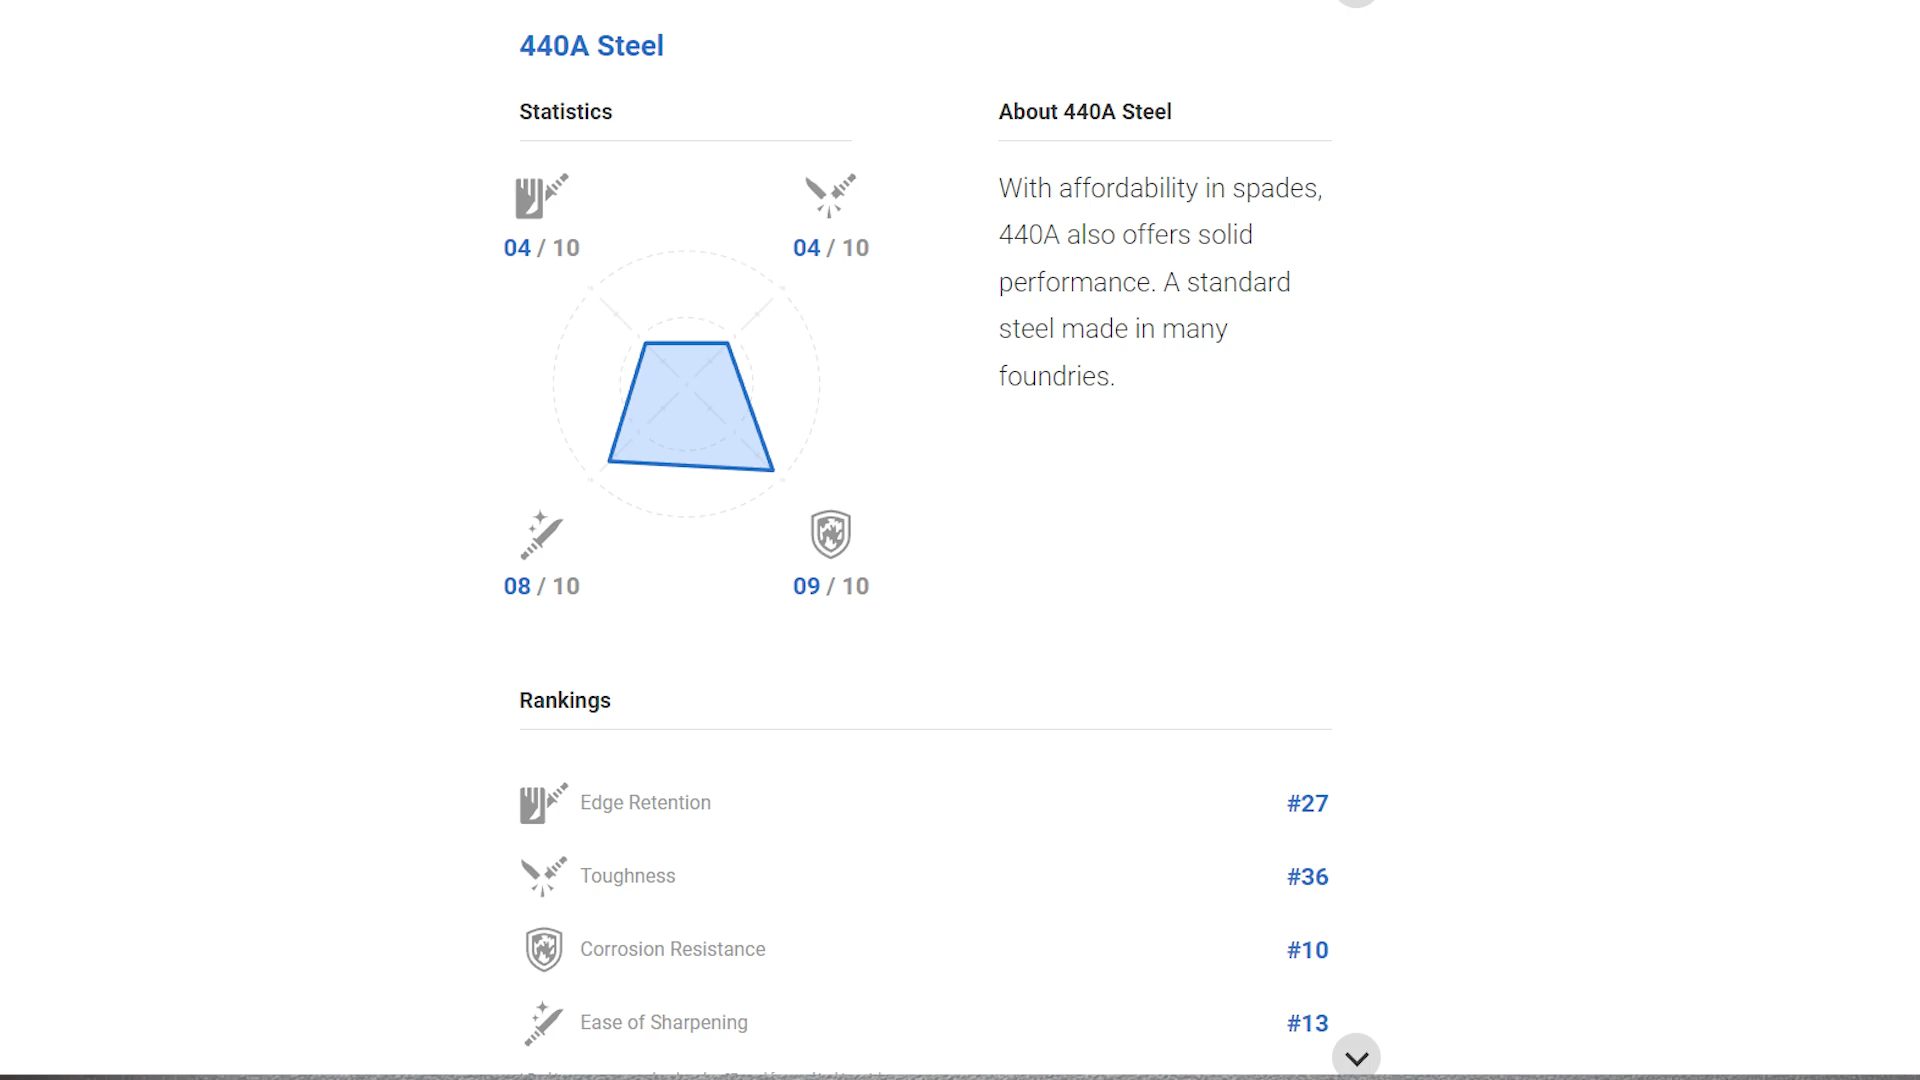 440A Steel
Statistics
About 440A Steel
04 / 10
04 / 10
With affordability in spades,
440A also offers solid
performance. A standard
steel made in many
foundries.
08 / 10
09 / 10
Rankings
Edge Retention
#27
Toughness
#36
Corrosion Resistance
#10
Ease of Sharpening
#13